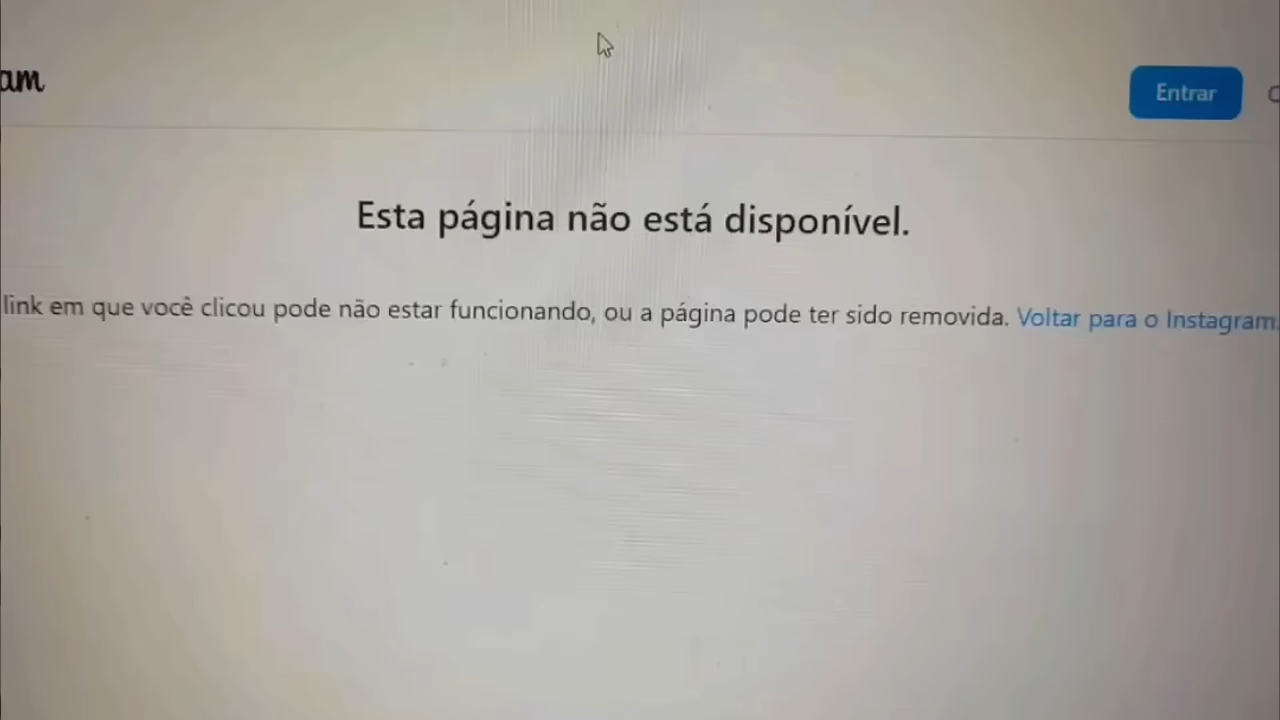 am
Entrar
Esta página não está disponível.
link em que você clicou pode não estar funcionando, ou a página pode ter sido removida. Voltar para o Instagram